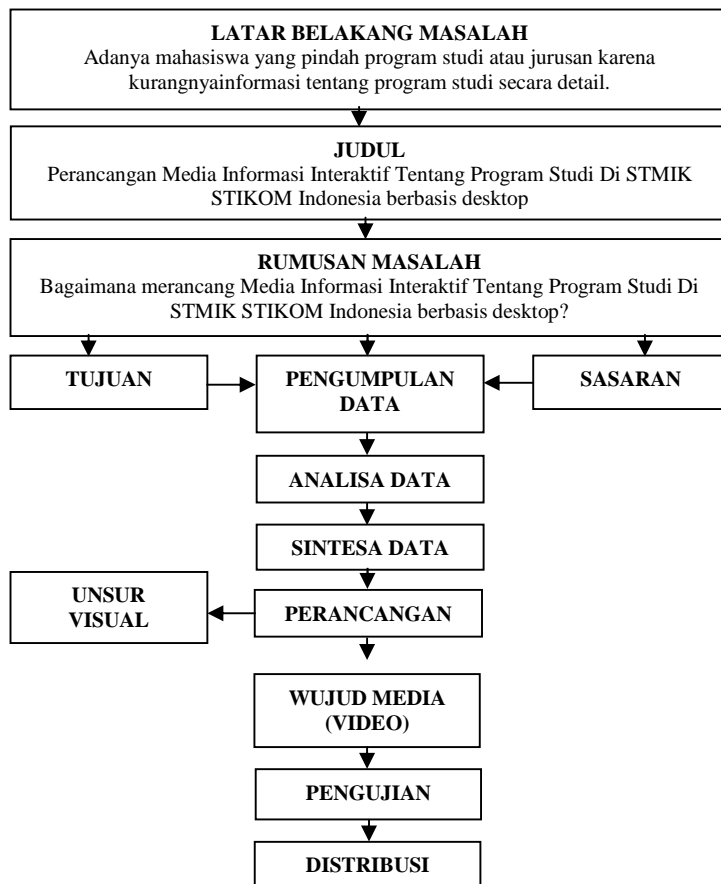 LATAR BELAKANG MASALAH
Adanya mahasiswa yang pindah program studi atau jurusan karena
kurangnyainformasi tentang program studi secara detail.
JUDUL
Perancangan Media Informasi Interaktif Tentang Program Studi Di STMIK
STIKOM Indonesia berbasis desktop
RUMUSAN MASALAH
Bagaimana merancang Media Informasi Interaktif Tentang Program Studi Di
STMIK STIKOM Indonesia berbasis desktop?
TUJUAN
PENGUMPULAN
DATA
SASARAN
ANALISA DATA
SINTESA DATA
UNSUR
VISUAL
PERANCANGAN
WUJUD MEDIA
(VIDEO)
PENGUJIAN
DISTRIBUSI